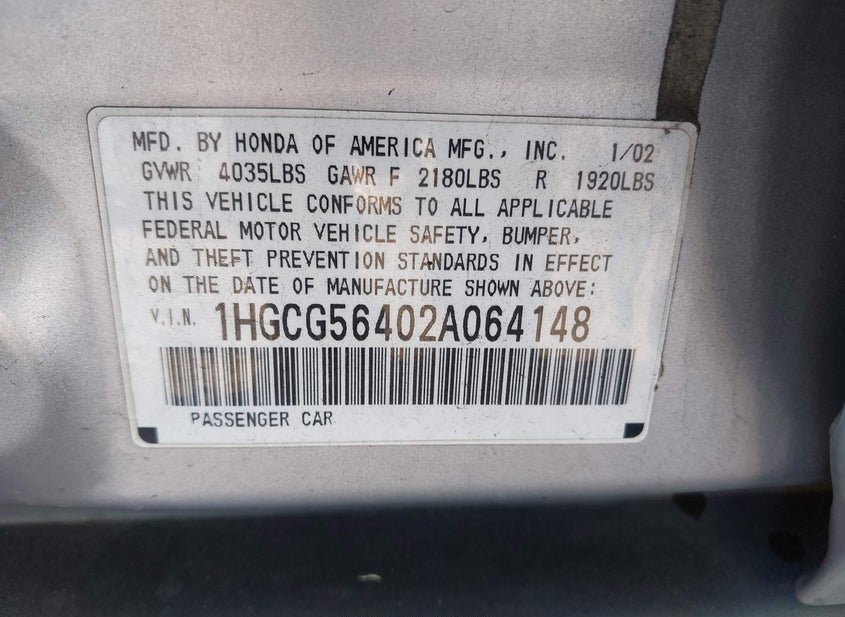 MFD. BY HONDA OF AMERICA MFG., INC. 1/02
GVWR 4035LBS GAWR F 2180LBS R 1920LBS
THIS VEHICLE CONFORMS TO ALL APPLICABLE
FEDERAL MOTOR VEHICLE SAFETY, BUMPER,
AND THEFT PREVENTION STANDARDS IN EFFECT
ON THE DATE OF MANUFACTURE SHOWN ABOVE:
V.I.N. 1HGCG56402A064148
PASSENGER CAR